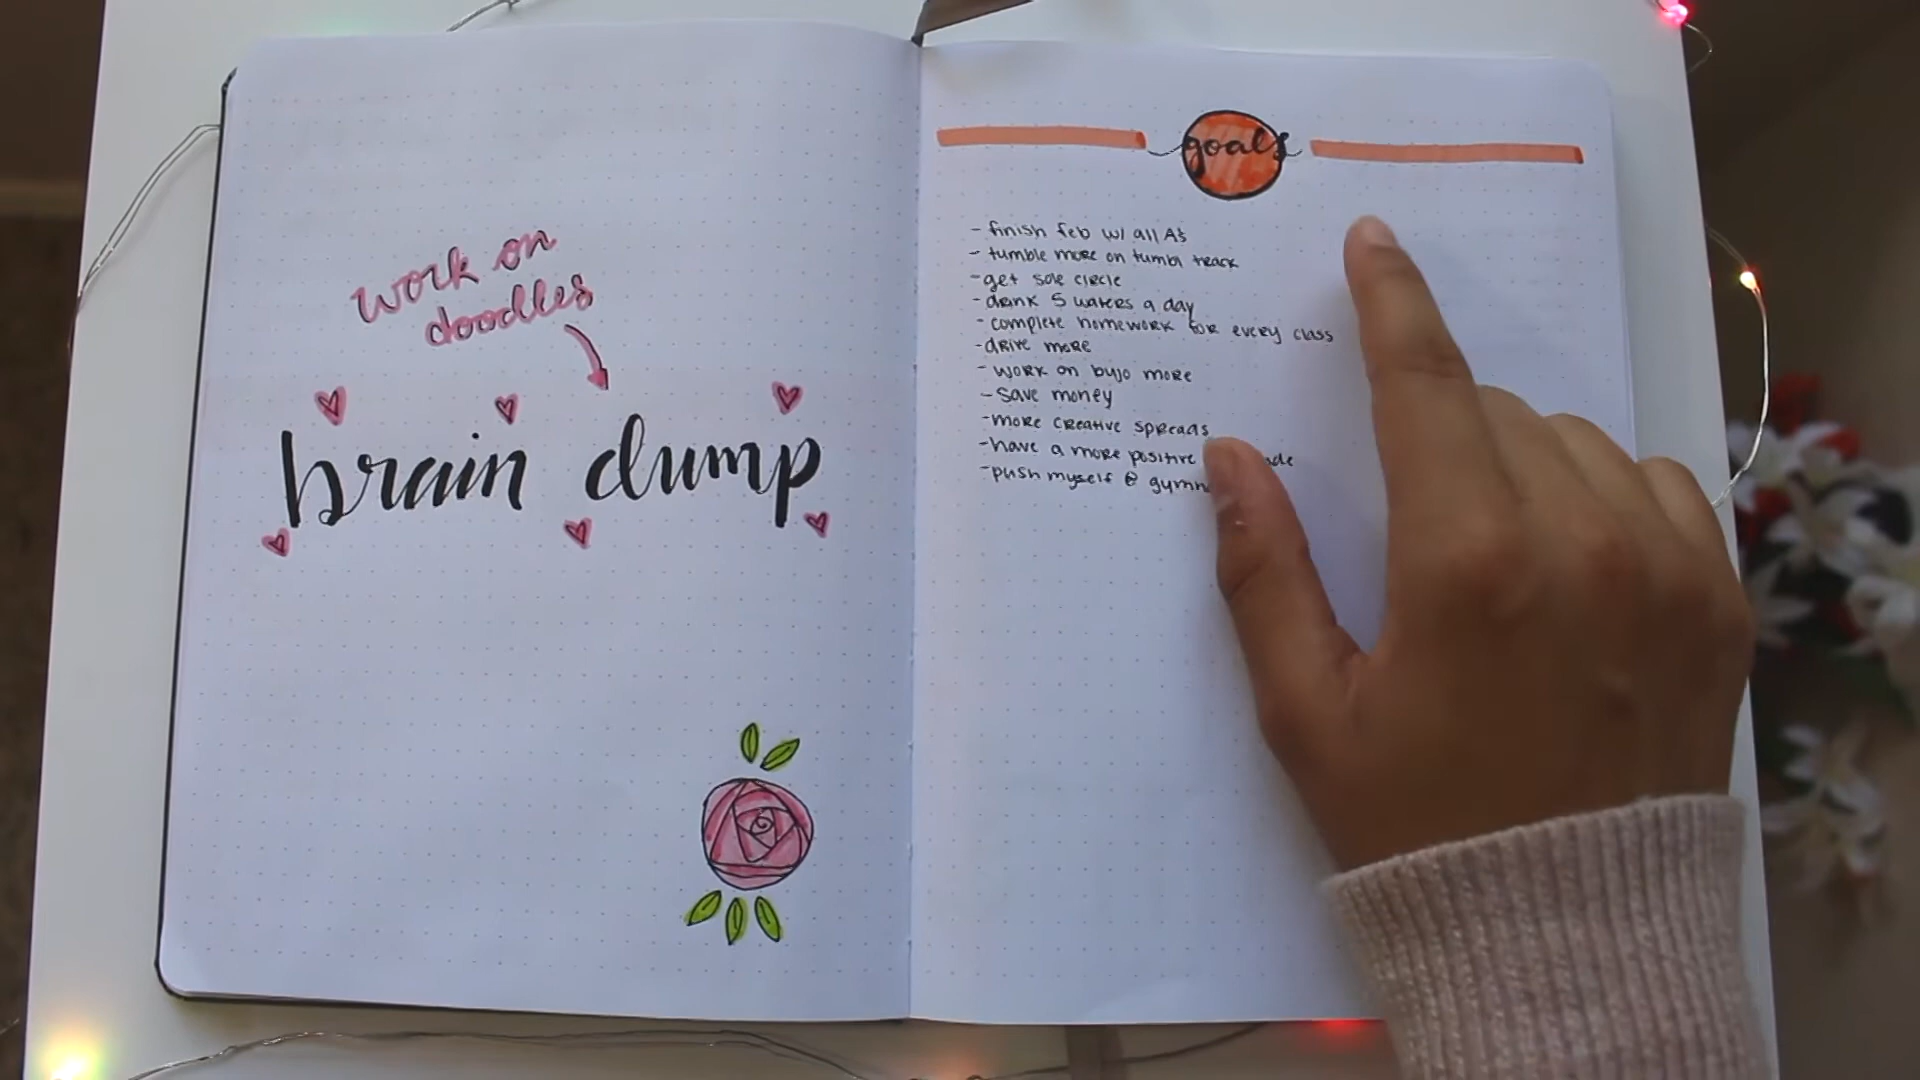 work on
doodles
brain dump
goals
- finish feb w/ all A's
- tumble more on tumbl track
- get sole circle
- drink 5 waters a day
- complete homework for every class
- drive more
- work on bujo more
- save money
- more creative spreads
- have a more positive
- push myself @